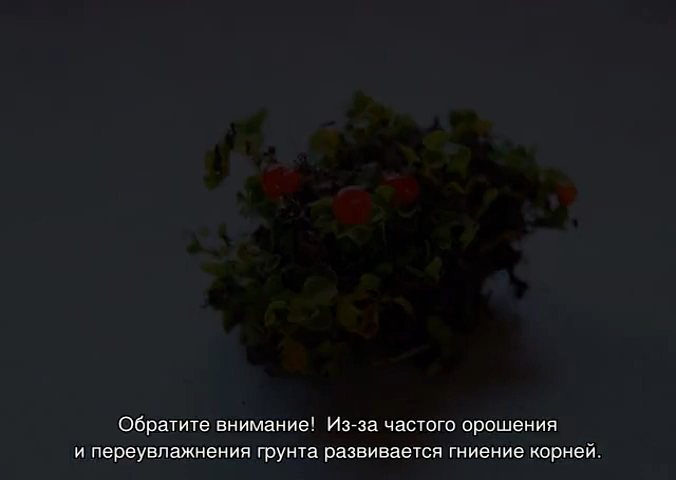 Обратите внимание!  Из-за частого орошения
и переувлажнения грунта развивается гниение корней.